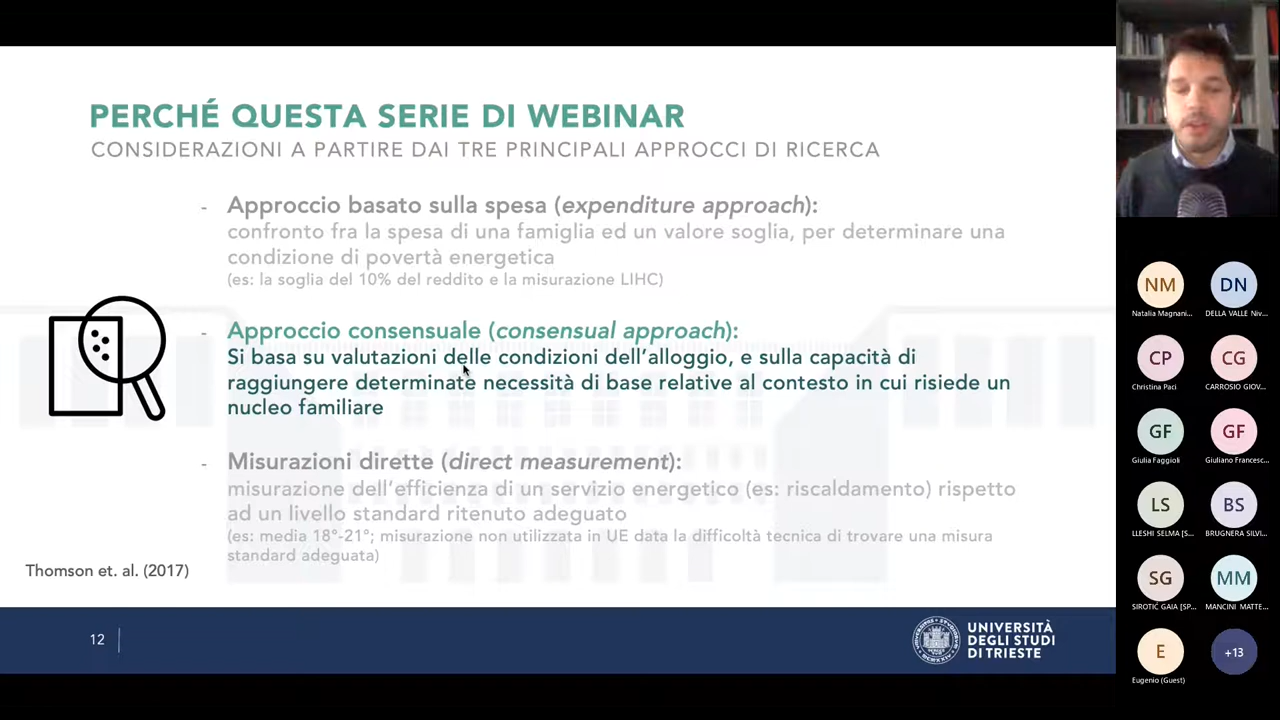 PERCHÉ QUESTA SERIE DI WEBINAR
CONSIDERAZIONI A PARTIRE DAI TRE PRINCIPALI APPROCCI DI RICERCA
- Approccio basato sulla spesa (expenditure approach):
confronto fra la spesa di una famiglia ed un valore soglia, per determinare una
condizione di povertà energetica
(es: la soglia del 10% del reddito e la misurazione LIHC)
- Approccio consensuale (consensual approach):
Si basa su valutazioni delle condizioni dell’alloggio, e sulla capacità di
raggiungere determinate necessità di base relative al contesto in cui risiede un
nucleo familiare
- Misurazioni dirette (direct measurement):
misurazione dell’efficienza di un servizio energetico (es: riscaldamento) rispetto
ad un livello standard ritenuto adeguato
(es: media 18°-21°; misurazione non utilizzata in UE data la difficoltà tecnica di trovare una misura
standard adeguata)
Thomson et. al. (2017)
12
UNIVERSITÀ
DEGLI STUDI
DI TRIESTE
NM DN
Natalia Magnani... DELLA VALLE Niv...
CP CG
Christina Paci CARROSIO GIOV...
GF GF
Giulia Faggioli Giuliano Francesc...
LS BS
LLESHI SELMA [S... BRUGNERA SILVI...
SG MM
SIROTIĆ GAIA [SP... MANCINI MATTE...
E +13
Eugenio (Guest)